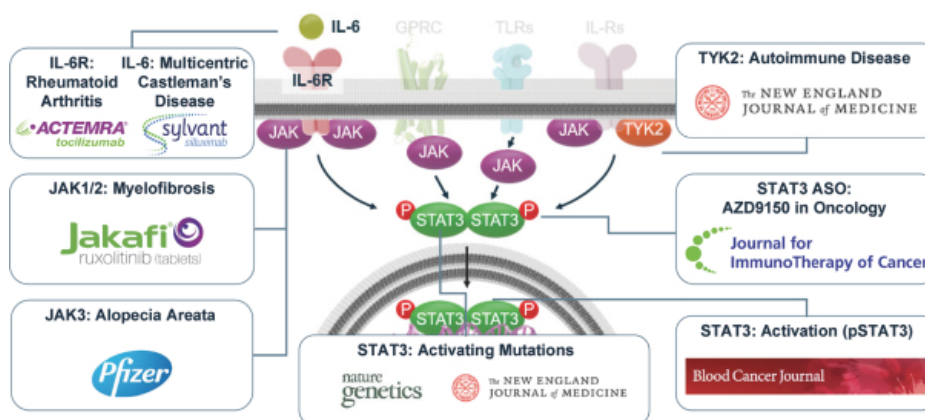 IL-6
GPRC
TLRs
IL-Rs
IL-6R
IL-6R:
Rheumatoid
Arthritis
ACTEMRA®
tocilizumab
IL-6: Multicentric
Castleman's
Disease
sylvant
siltuximab
TYK2: Autoimmune Disease
The NEW ENGLAND
JOURNAL of MEDICINE
JAK
JAK
JAK
JAK
JAK
TYK2
JAK1/2: Myelofibrosis
Jakafi®
ruxolitinib (tablets)
P
STAT3
STAT3
P
STAT3 ASO:
AZD9150 in Oncology
Journal for
ImmunoTherapy of Cancer
JAK3: Alopecia Areata
Pfizer
P
STAT3
STAT3
P
STAT3: Activating Mutations
nature
genetics
The NEW ENGLAND
JOURNAL of MEDICINE
STAT3: Activation (pSTAT3)
Blood Cancer Journal